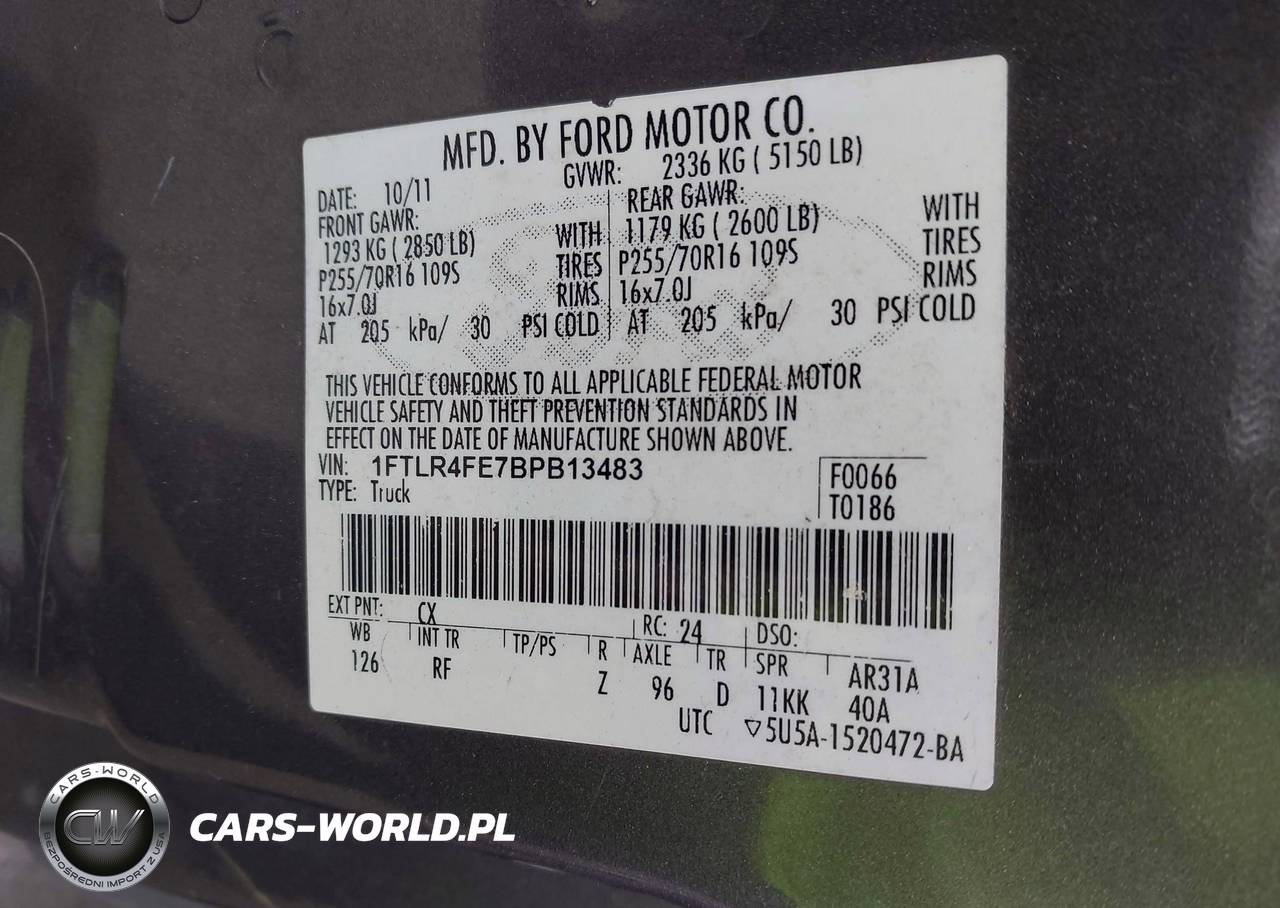 MFD. BY FORD MOTOR CO.
DATE: 10/11 GVWR: 2336 KG ( 5150 LB)
FRONT GAWR: REAR GAWR:
1293 KG ( 2850 LB) WITH 1179 KG ( 2600 LB) WITH
P255/70R16 109S TIRES P255/70R16 109S TIRES
16x7.0J RIMS 16x7.0J RIMS
AT 205 kPa/ 30 PSI COLD AT 205 kPa/ 30 PSI COLD
THIS VEHICLE CONFORMS TO ALL APPLICABLE FEDERAL MOTOR
VEHICLE SAFETY AND THEFT PREVENTION STANDARDS IN
EFFECT ON THE DATE OF MANUFACTURE SHOWN ABOVE.
VIN: 1FTLR4FE7BPB13483 F0066
TYPE: Truck T0186
EXT PNT: CX RC: 24 DSO:
WB INT TR TP/PS R AXLE TR SPR AR31A
126 RF Z 96 D 11KK 40A
UTC ▽5U5A-1520472-BA
CARS-WORLD
CW
BEZPOŚREDNI IMPORT Z USA
CARS-WORLD.PL